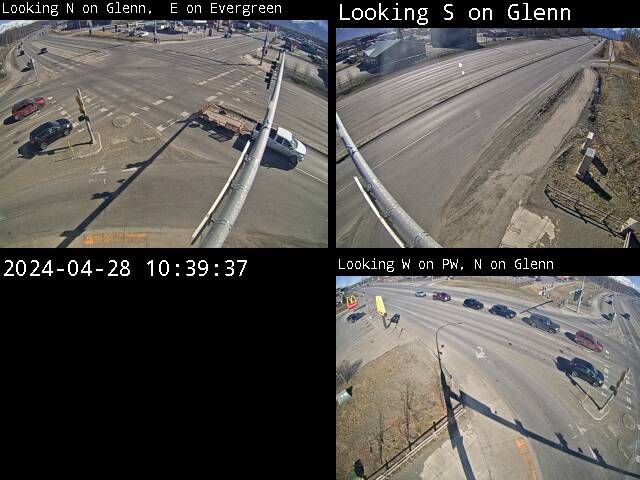 Looking N on Glenn,  E on Evergreen
Looking S on Glenn
2024-04-28 10:39:37
Looking W on PW, N on Glenn